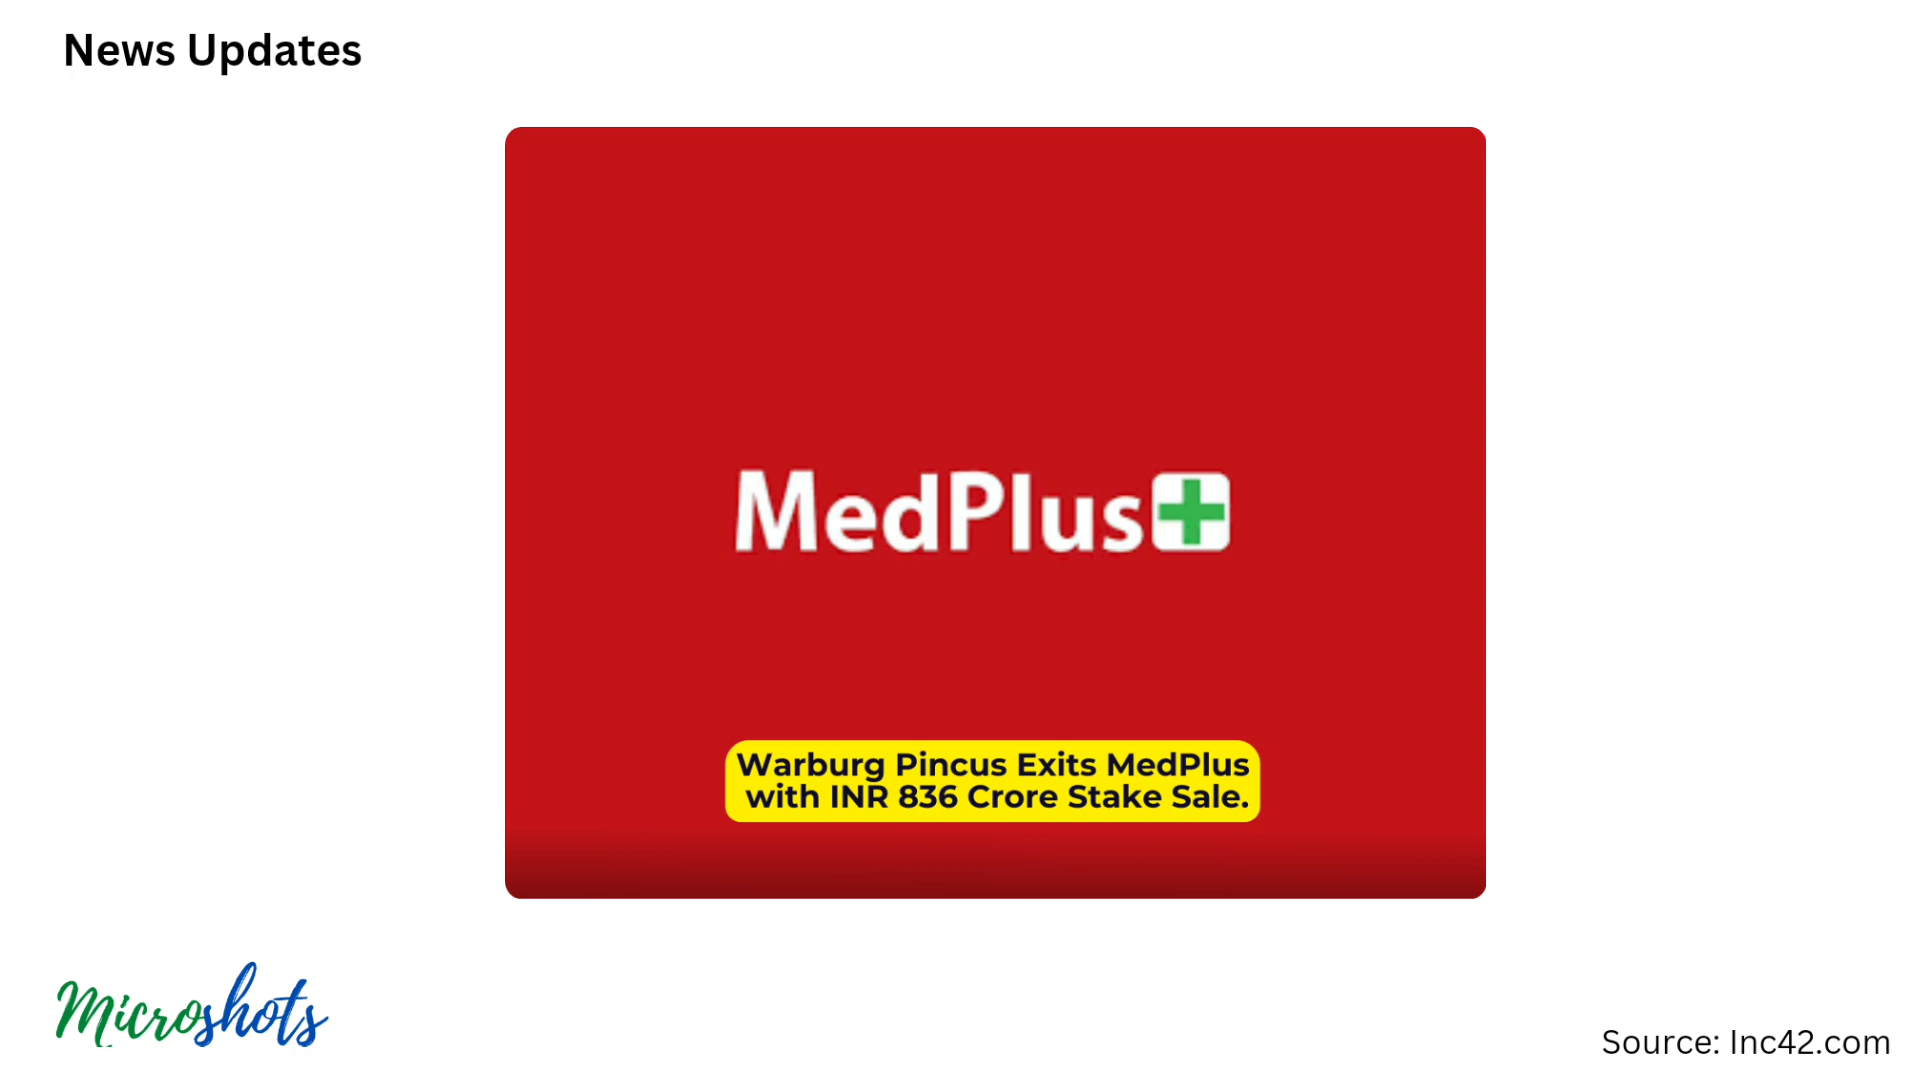 News Updates
MedPlus
Warburg Pincus Exits MedPlus
with INR 836 Crore Stake Sale.
Microshots
Source: Inc42.com